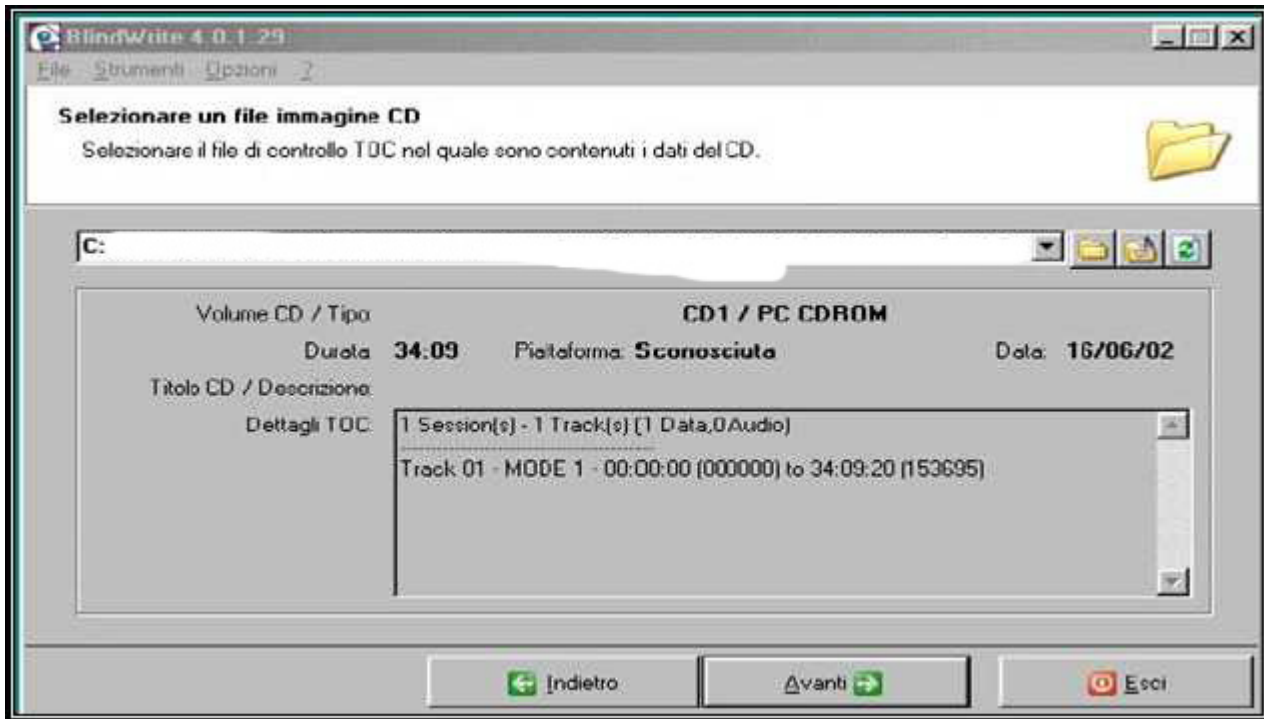 BlindWrite 4.0.1.29
File Strumenti Opzioni ?
Selezionare un file immagine CD
Selezionare il file di controllo TOC nel quale sono contenuti i dati del CD.
C:
Volume CD / Tipo CD1 / PC CDROM
Durata 34:09 Piattaforma: Sconosciuta Data: 16/06/02
Titolo CD / Descrizione
Dettagli TOC 1 Session(s) - 1 Track(s) (1 Data,0 Audio)
Track 01 - MODE 1 - 00:00:00 (000000) to 34:09:20 (153695)
Indietro Avanti Esci